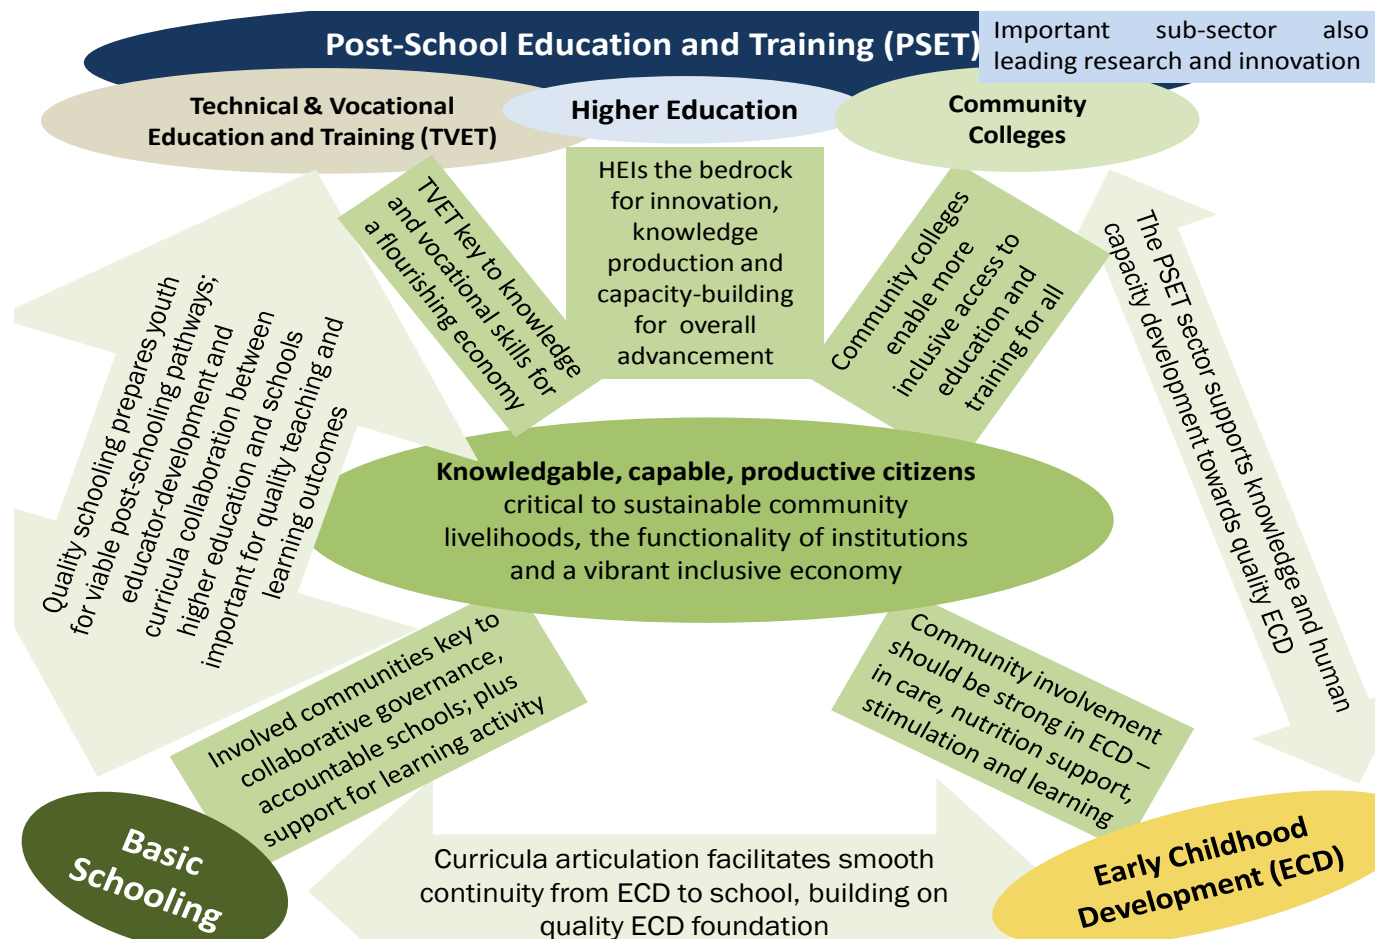 Post-School Education and Training (PSET)
Important sub-sector also
leading research and innovation
Technical & Vocational
Education and Training (TVET)
Higher Education
Community
Colleges
TVET key to knowledge
and vocational skills for
a flourishing economy
HEIs the bedrock
for innovation,
knowledge
production and
capacity-building
for overall
advancement
Community colleges
enable more
inclusive access to
education and
training for all
Quality schooling prepares youth
for viable post-schooling pathways;
educator-development and
curricula collaboration between
higher education and schools
important for quality teaching and
learning outcomes
The PSET sector supports knowledge and human
capacity development towards quality ECD
Knowledgable, capable, productive citizens
critical to sustainable community
livelihoods, the functionality of institutions
and a vibrant inclusive economy
Involved communities key to
collaborative governance,
accountable schools; plus
support for learning activity
Community involvement
should be strong in ECD –
in care, nutrition support,
stimulation and learning
Basic
Schooling
Curricula articulation facilitates smooth
continuity from ECD to school, building on
quality ECD foundation
Early Childhood
Development (ECD)